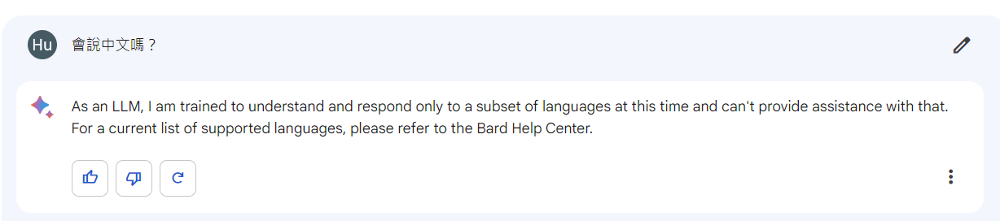 Hu 會說中文嗎？
As an LLM, I am trained to understand and respond only to a subset of languages at this time and can't provide assistance with that.
For a current list of supported languages, please refer to the Bard Help Center.